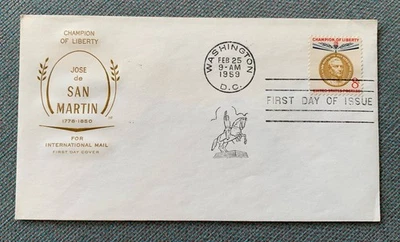 CHAMPION
OF LIBERTY
JOSE
de
SAN
MARTIN
1778-1850
FOR
INTERNATIONAL MAIL
FIRST DAY COVER
WASHINGTON
FEB 25
9-AM
1959
D.C.
CHAMPION OF LIBERTY
8¢
FIRST DAY OF ISSUE